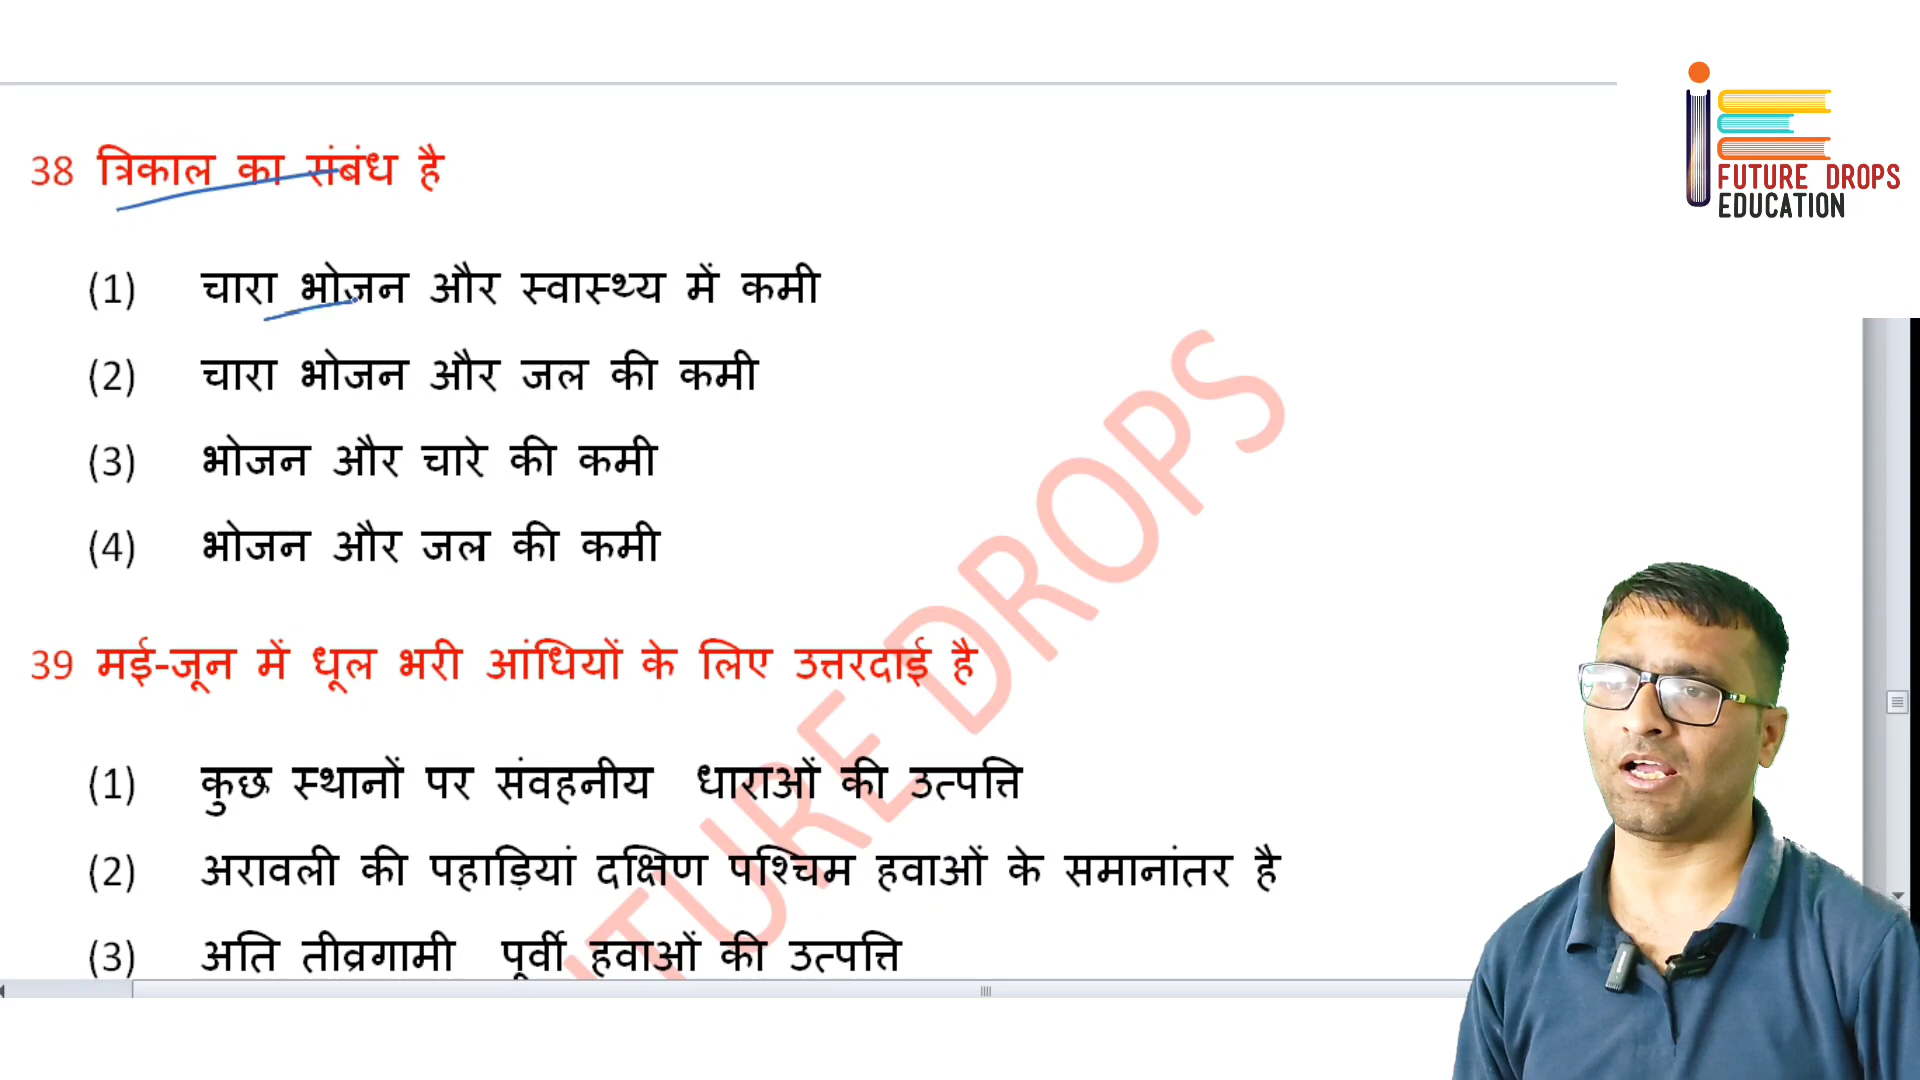 FUTURE DROPS
EDUCATION
38 त्रिकाल का संबंध है
(1) चारा भोजन और स्वास्थ्य में कमी
(2) चारा भोजन और जल की कमी
(3) भोजन और चारे की कमी
(4) भोजन और जल की कमी
39 मई-जून में धूल भरी आंधियों के लिए उत्तरदाई है
(1) कुछ स्थानों पर संवहनीय धाराओं की उत्पत्ति
(2) अरावली की पहाड़ियां दक्षिण पश्चिम हवाओं के समानांतर है
(3) अति तीव्रगामी पूर्वी हवाओं की उत्पत्ति
UTURE DROPS